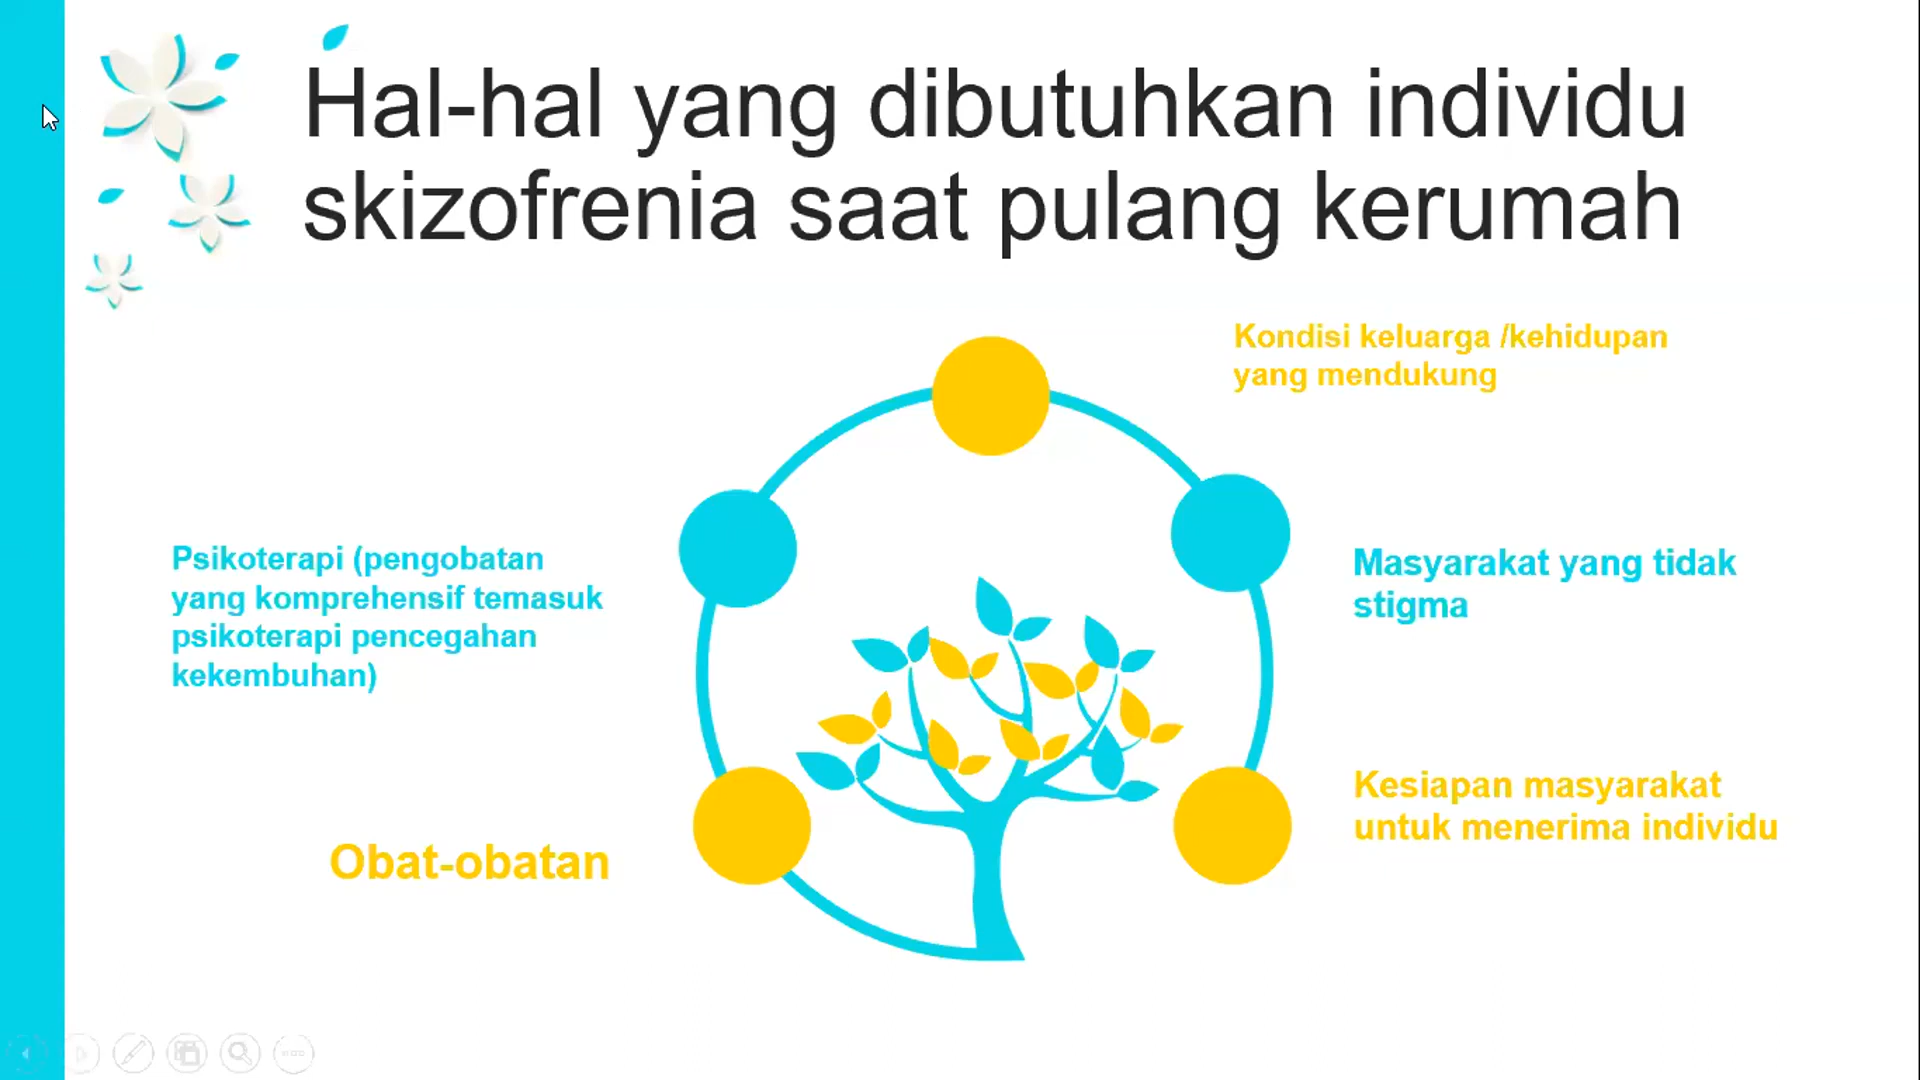 Hal-hal yang dibutuhkan individu
skizofrenia saat pulang kerumah
Kondisi keluarga /kehidupan
yang mendukung
Psikoterapi (pengobatan
yang komprehensif temasuk
psikoterapi pencegahan
kekembuhan)
Masyarakat yang tidak
stigma
Kesiapan masyarakat
untuk menerima individu
Obat-obatan